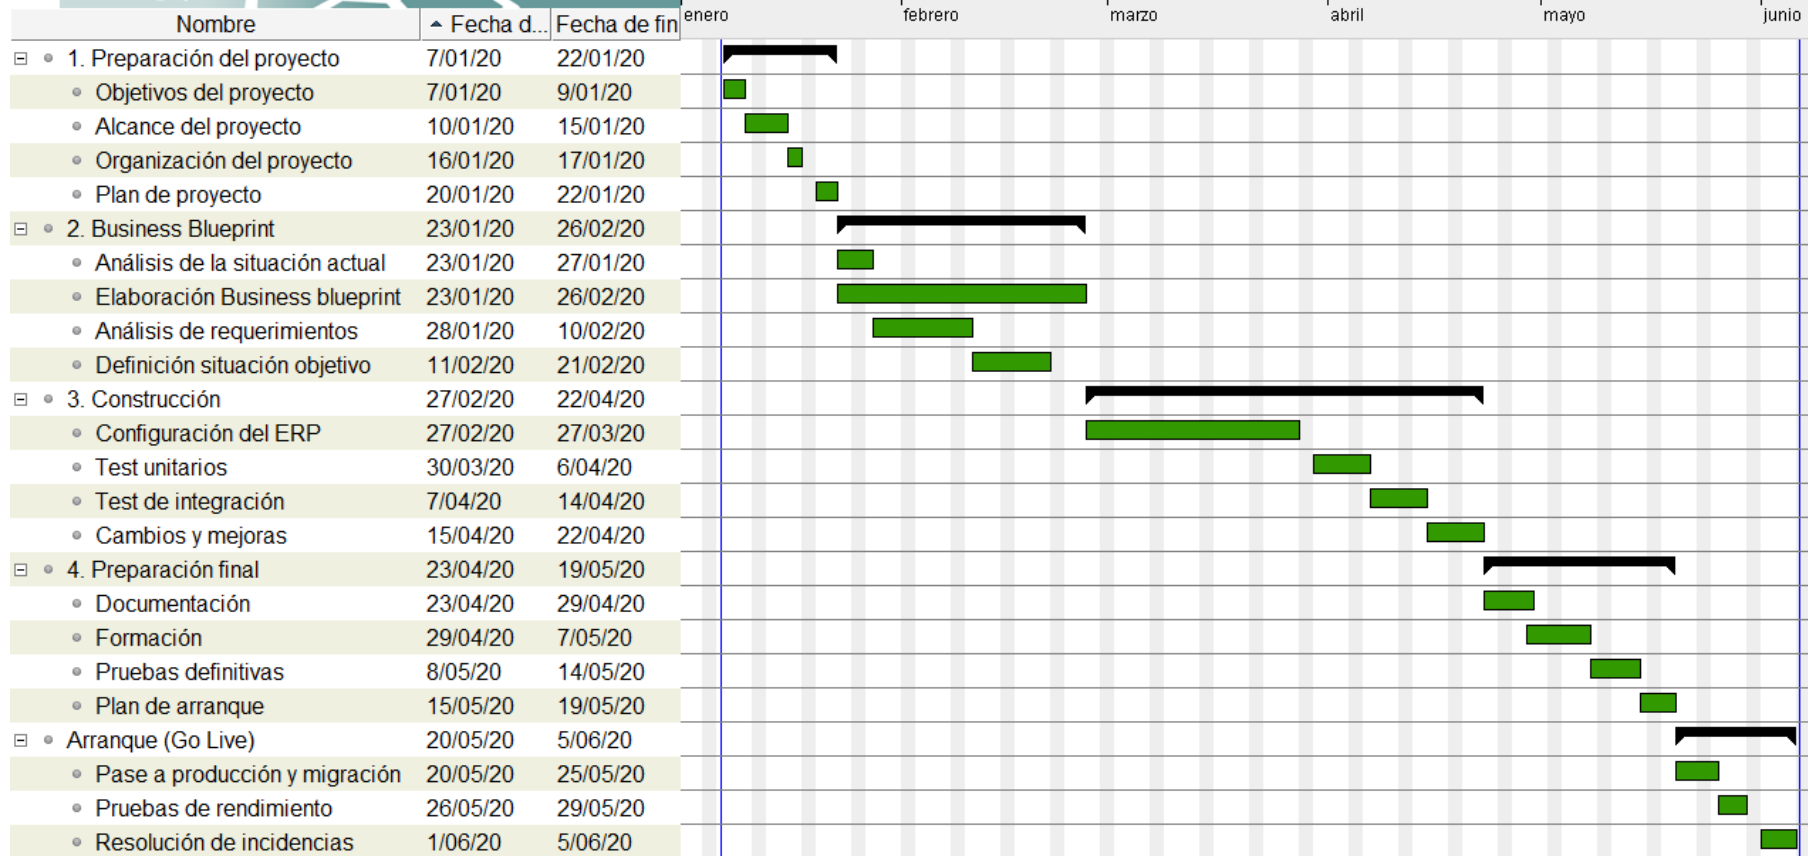 enero febrero marzo abril mayo junio
Nombre Fecha d... Fecha de fin
1. Preparación del proyecto 7/01/20 22/01/20
Objetivos del proyecto 7/01/20 9/01/20
Alcance del proyecto 10/01/20 15/01/20
Organización del proyecto 16/01/20 17/01/20
Plan de proyecto 20/01/20 22/01/20
2. Business Blueprint 23/01/20 26/02/20
Análisis de la situación actual 23/01/20 27/01/20
Elaboración Business blueprint 23/01/20 26/02/20
Análisis de requerimientos 28/01/20 10/02/20
Definición situación objetivo 11/02/20 21/02/20
3. Construcción 27/02/20 22/04/20
Configuración del ERP 27/02/20 27/03/20
Test unitarios 30/03/20 6/04/20
Test de integración 7/04/20 14/04/20
Cambios y mejoras 15/04/20 22/04/20
4. Preparación final 23/04/20 19/05/20
Documentación 23/04/20 29/04/20
Formación 29/04/20 7/05/20
Pruebas definitivas 8/05/20 14/05/20
Plan de arranque 15/05/20 19/05/20
Arranque (Go Live) 20/05/20 5/06/20
Pase a producción y migración 20/05/20 25/05/20
Pruebas de rendimiento 26/05/20 29/05/20
Resolución de incidencias 1/06/20 5/06/20